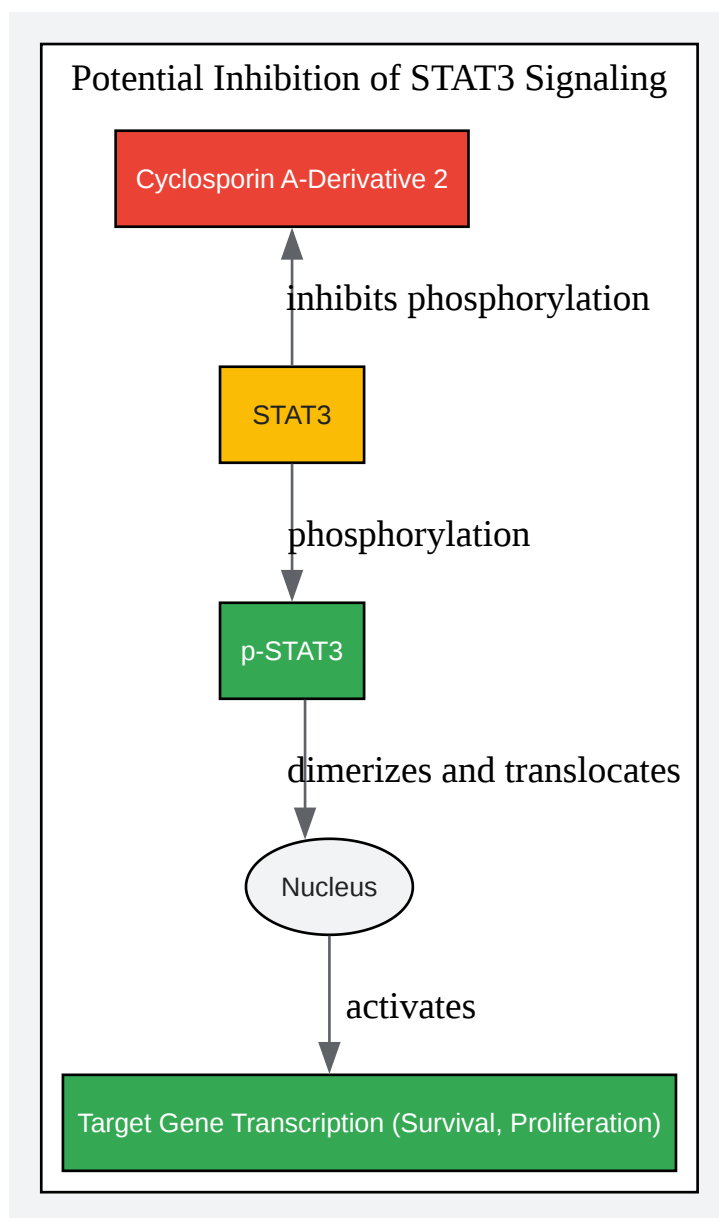 Potential Inhibition of STAT3 Signaling
Cyclosporin A-Derivative 2
inhibits phosphorylation
STAT3
phosphorylation
p-STAT3
dimerizes and translocates
Nucleus
activates
Target Gene Transcription (Survival, Proliferation)